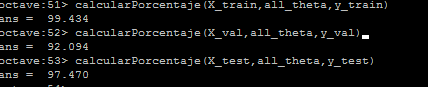 octave:51> calcularPorcentaje(X_train,all_theta,y_train)
ans =  99.434
octave:52> calcularPorcentaje(X_val,all_theta,y_val)
ans =  92.094
octave:53> calcularPorcentaje(X_test,all_theta,y_test)
ans =  97.470